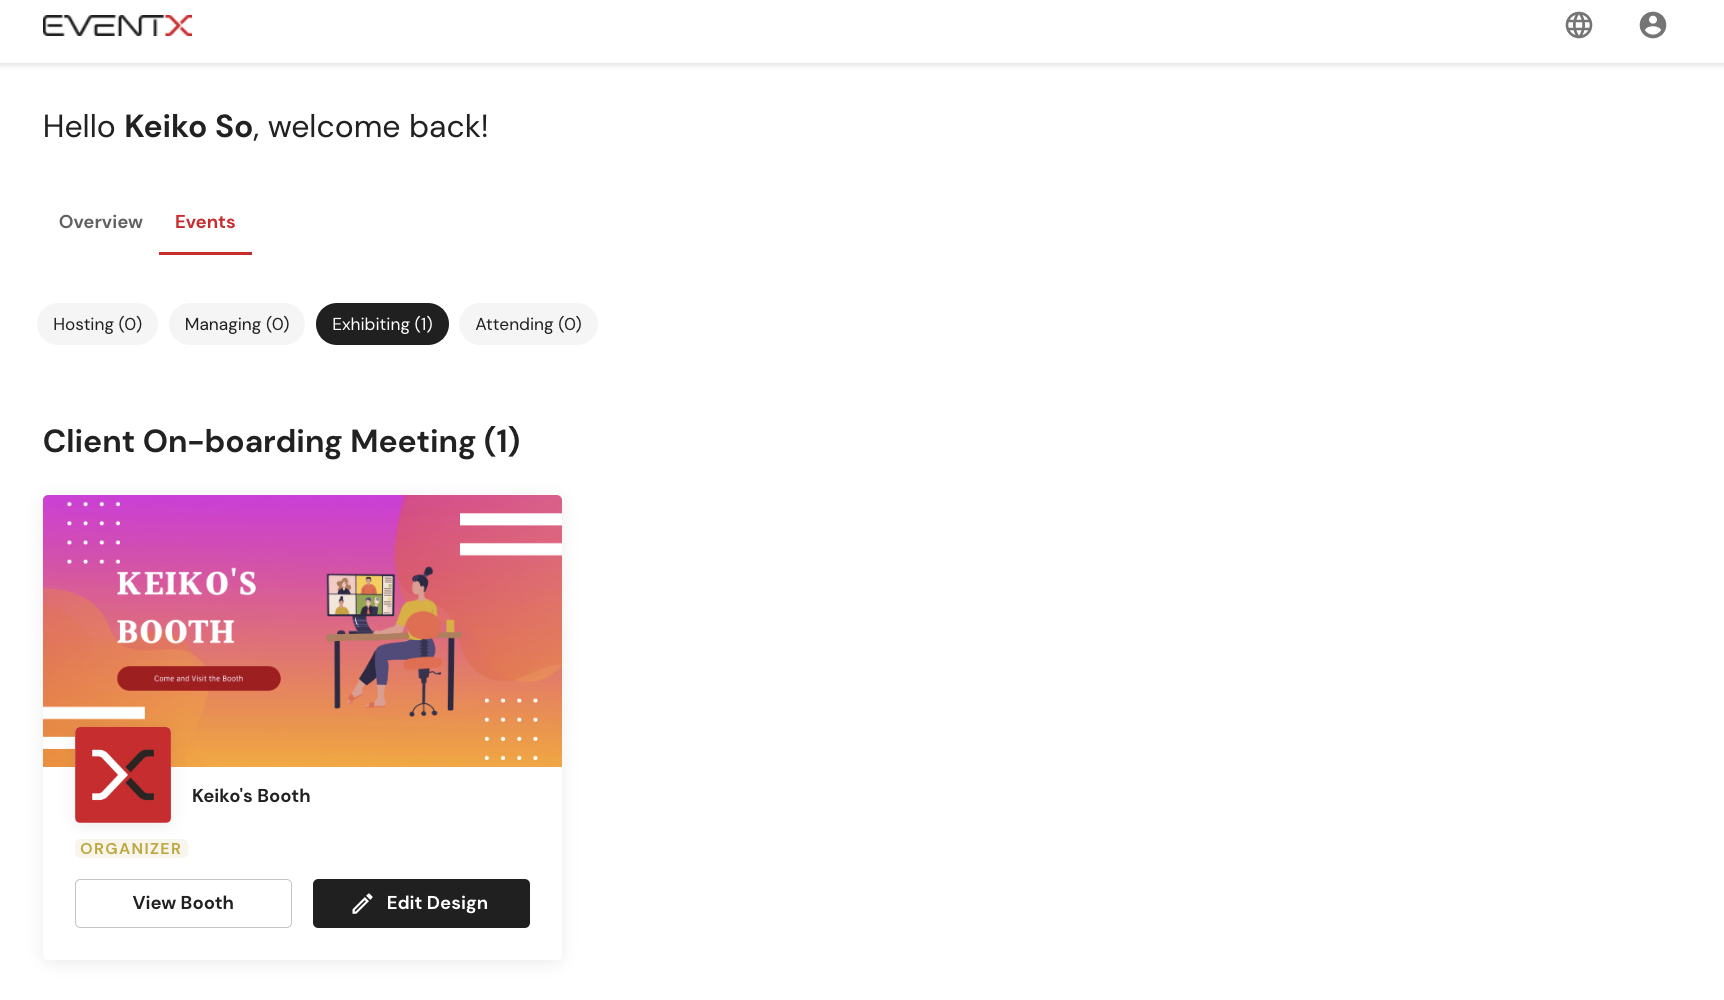 EVENTX
Hello Keiko So, welcome back!
Overview Events
Hosting (0) Managing (0) Exhibiting (1) Attending (0)
Client On-boarding Meeting (1)
KEIKO'S
BOOTH
Come and Visit the Booth
Keiko's Booth
ORGANIZER
View Booth Edit Design